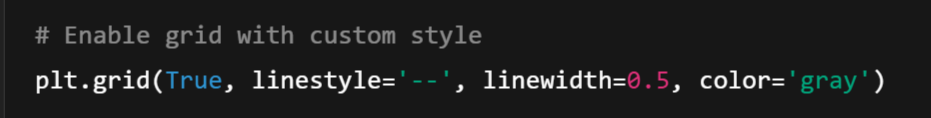 # Enable grid with custom style
plt.grid(True, linestyle='--', linewidth=0.5, color='gray')